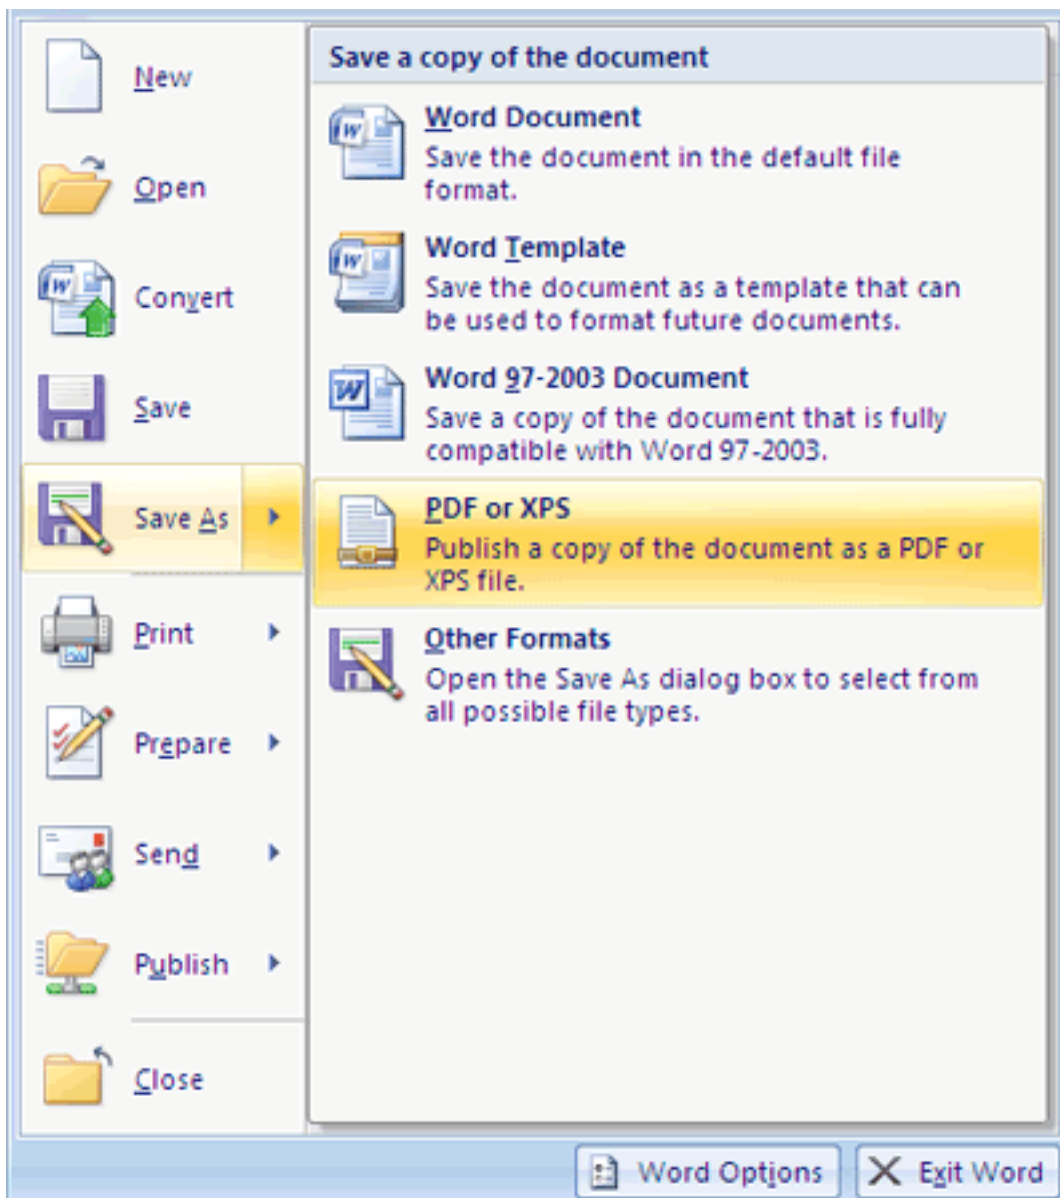 New
Open
Convert
Save
Save As
Print
Prepare
Send
Publish
Close
Save a copy of the document
Word Document
Save the document in the default file
format.
Word Template
Save the document as a template that can
be used to format future documents.
Word 97-2003 Document
Save a copy of the document that is fully
compatible with Word 97-2003.
PDF or XPS
Publish a copy of the document as a PDF or
XPS file.
Other Formats
Open the Save As dialog box to select from
all possible file types.
Word Options
Exit Word